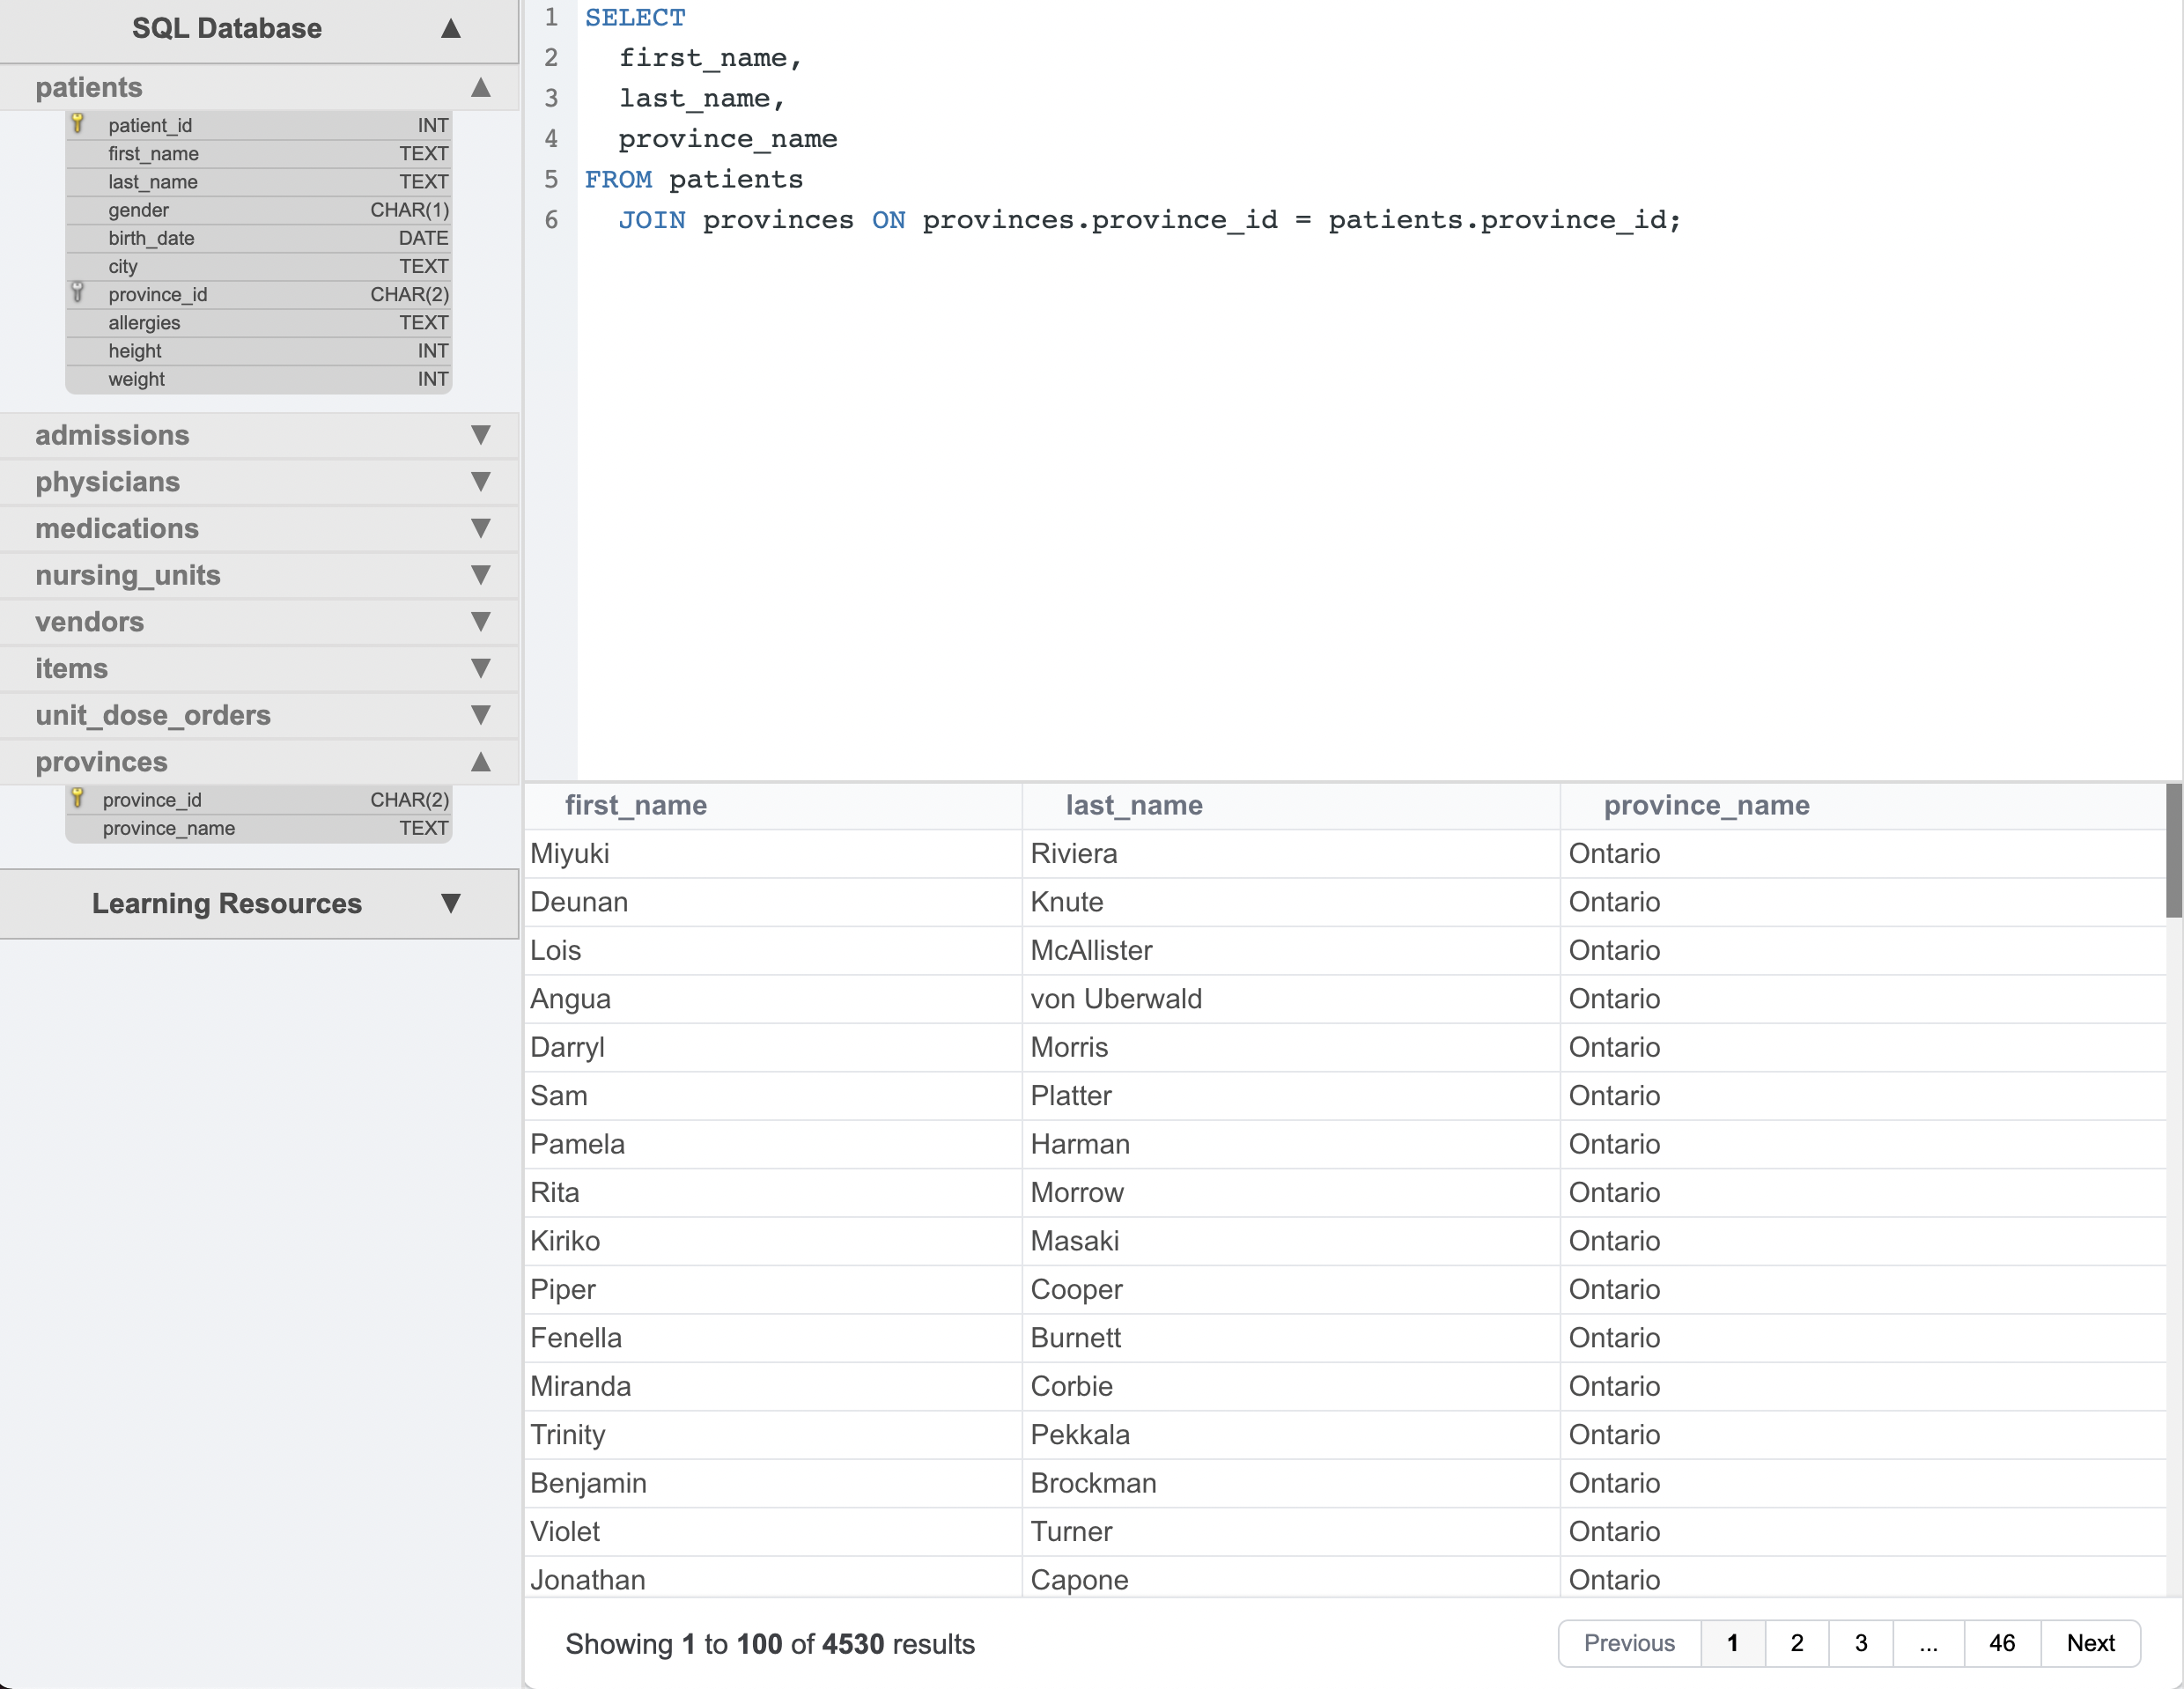 SQL Database ▲
patients ▲
patient_id INT
first_name TEXT
last_name TEXT
gender CHAR(1)
birth_date DATE
city TEXT
province_id CHAR(2)
allergies TEXT
height INT
weight INT
admissions ▼
physicians ▼
medications ▼
nursing_units ▼
vendors ▼
items ▼
unit_dose_orders ▼
provinces ▲
province_id CHAR(2)
province_name TEXT
Learning Resources ▼
1 SELECT
2 first_name,
3 last_name,
4 province_name
5 FROM patients
6 JOIN provinces ON provinces.province_id = patients.province_id;
first_name last_name province_name
Miyuki Riviera Ontario
Deunan Knute Ontario
Lois McAllister Ontario
Angua von Uberwald Ontario
Darryl Morris Ontario
Sam Platter Ontario
Pamela Harman Ontario
Rita Morrow Ontario
Kiriko Masaki Ontario
Piper Cooper Ontario
Fenella Burnett Ontario
Miranda Corbie Ontario
Trinity Pekkala Ontario
Benjamin Brockman Ontario
Violet Turner Ontario
Jonathan Capone Ontario
Showing 1 to 100 of 4530 results
Previous 1 2 3 ... 46 Next